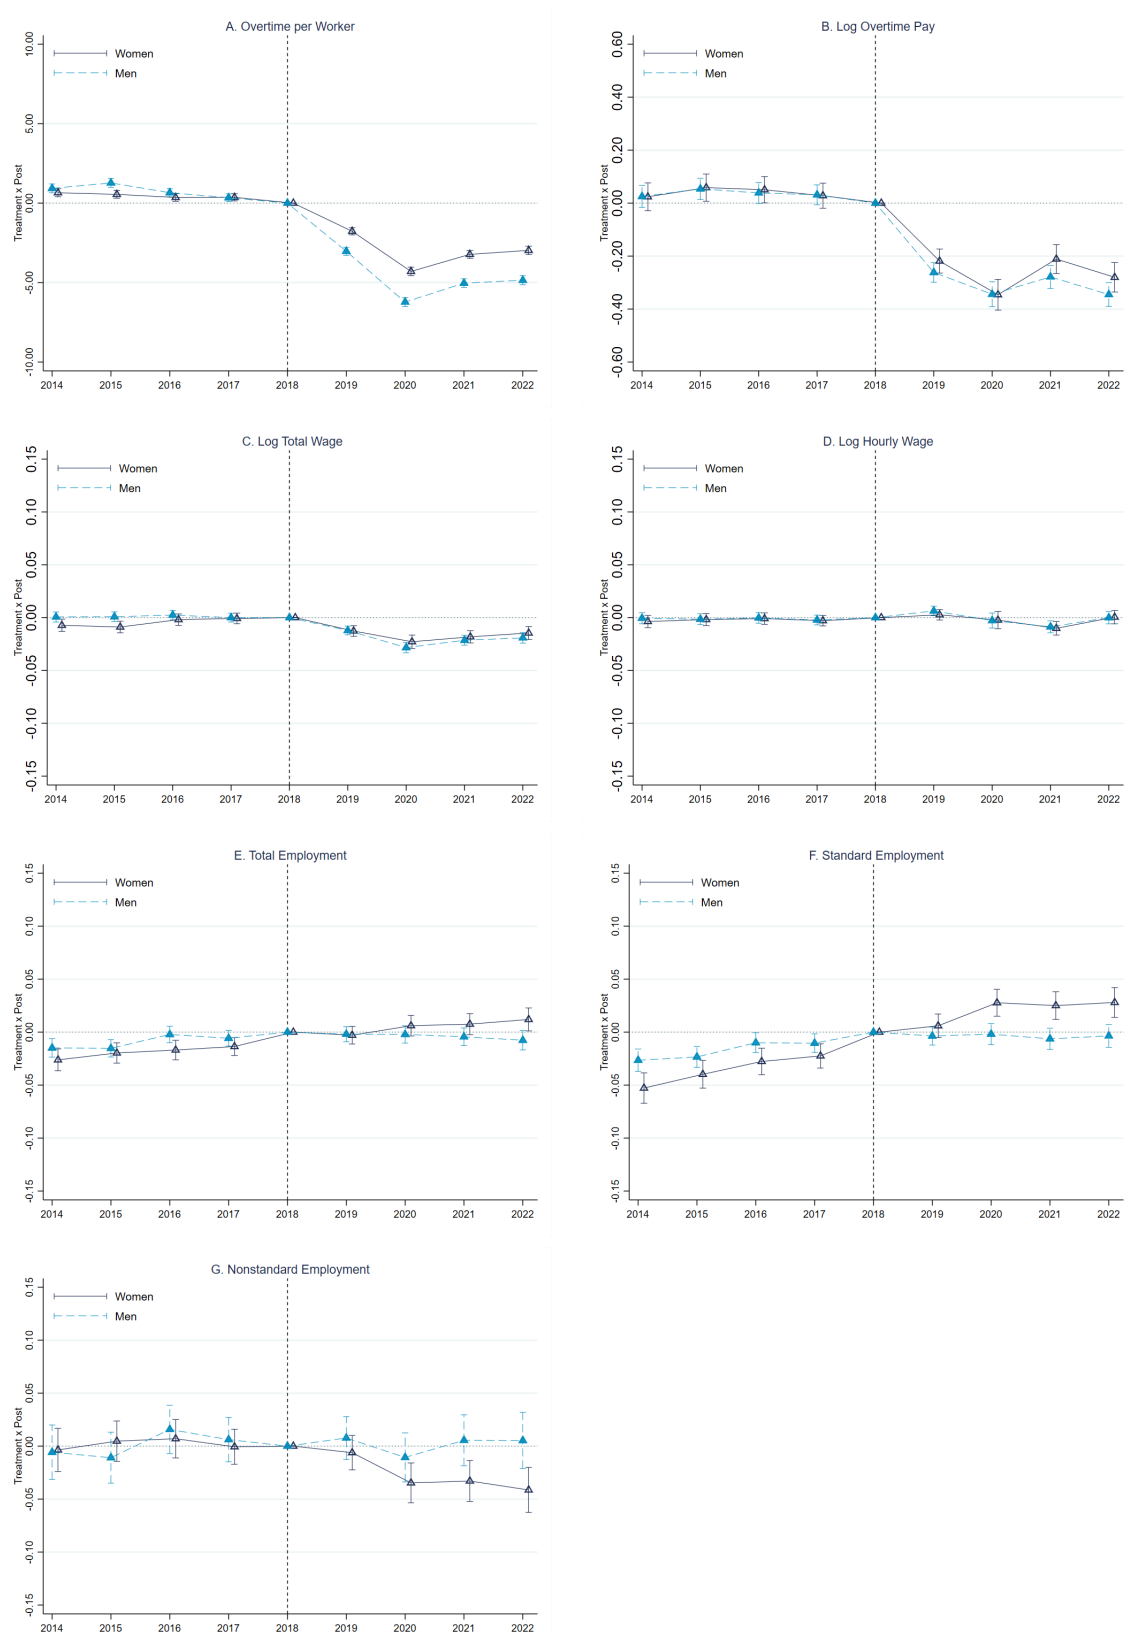 A. Overtime per Worker
Women
Men
Treatment x Post
10.00
5.00
0.00
-5.00
-10.00
2014 2015 2016 2017 2018 2019 2020 2021 2022
B. Log Overtime Pay
Women
Men
Treatment x Post
0.60
0.40
0.20
0.00
-0.20
-0.40
-0.60
2014 2015 2016 2017 2018 2019 2020 2021 2022
C. Log Total Wage
Women
Men
Treatment x Post
0.15
0.10
0.05
0.00
-0.05
-0.10
-0.15
2014 2015 2016 2017 2018 2019 2020 2021 2022
D. Log Hourly Wage
Women
Men
Treatment x Post
0.15
0.10
0.05
0.00
-0.05
-0.10
-0.15
2014 2015 2016 2017 2018 2019 2020 2021 2022
E. Total Employment
Women
Men
Treatment x Post
0.15
0.10
0.05
0.00
-0.05
-0.10
-0.15
2014 2015 2016 2017 2018 2019 2020 2021 2022
F. Standard Employment
Women
Men
Treatment x Post
0.15
0.10
0.05
0.00
-0.05
-0.10
-0.15
2014 2015 2016 2017 2018 2019 2020 2021 2022
G. Nonstandard Employment
Women
Men
Treatment x Post
0.15
0.10
0.05
0.00
-0.05
-0.10
-0.15
2014 2015 2016 2017 2018 2019 2020 2021 2022